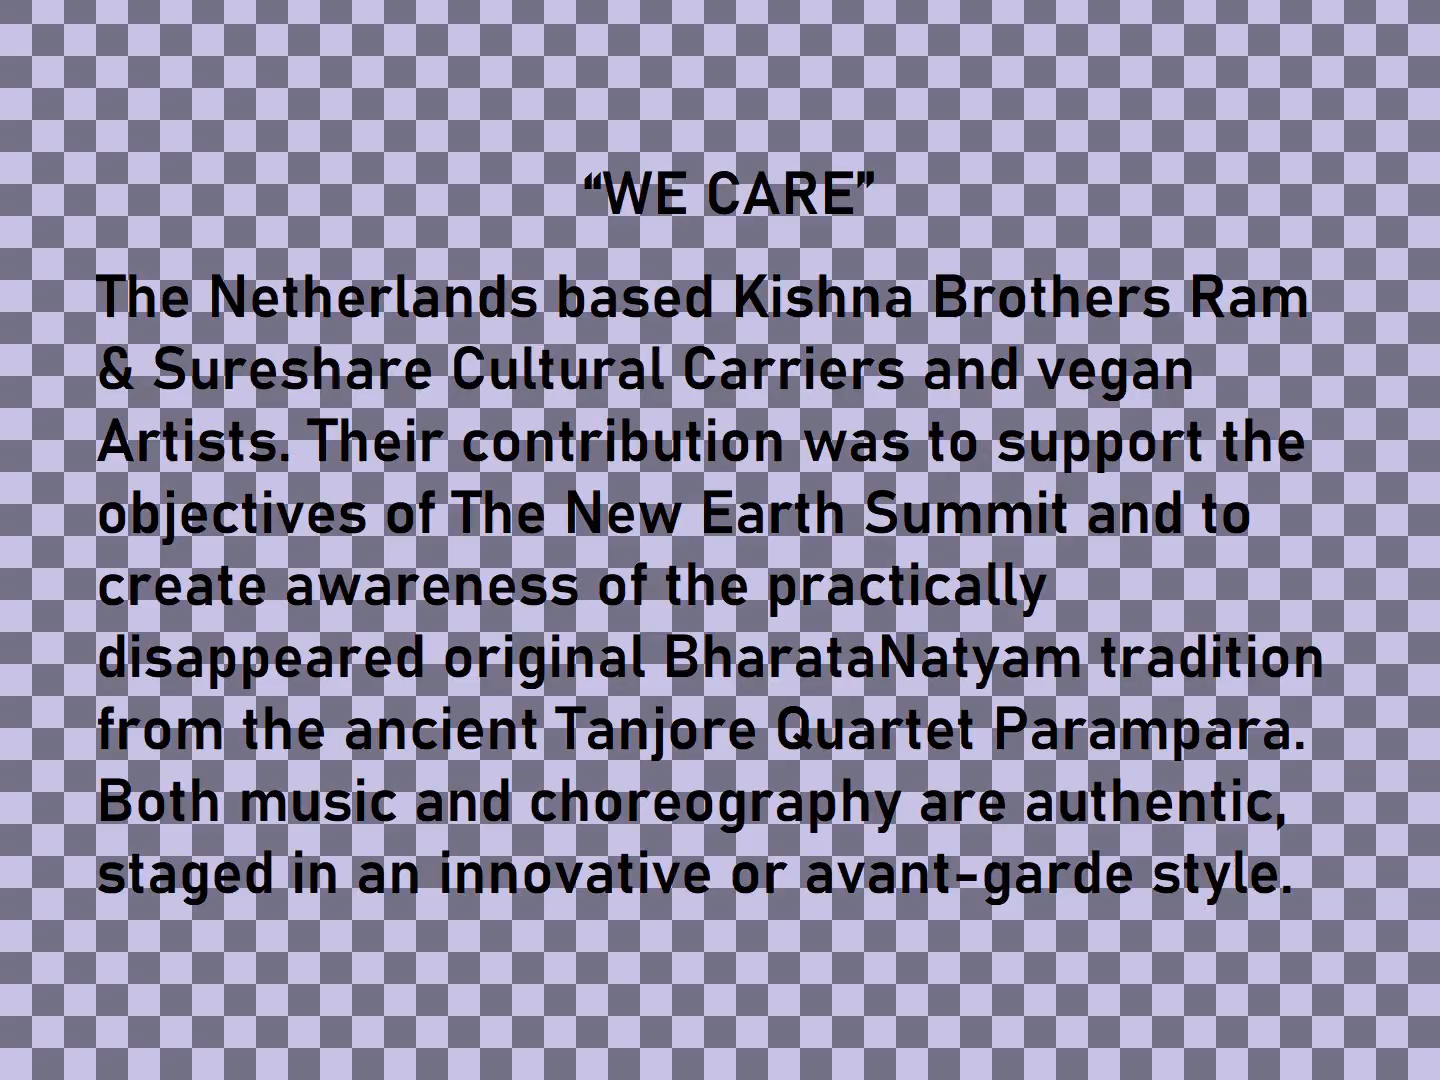 “WE CARE”
The Netherlands based Kishna Brothers Ram
& Sureshare Cultural Carriers and vegan
Artists. Their contribution was to support the
objectives of The New Earth Summit and to
create awareness of the practically
disappeared original BharataNatyam tradition
from the ancient Tanjore Quartet Parampara.
Both music and choreography are authentic,
staged in an innovative or avant-garde style.